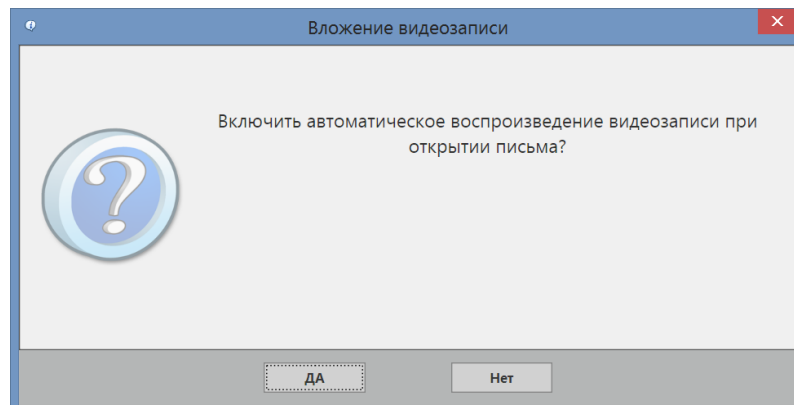 Вложение видеозаписи
Включить автоматическое воспроизведение видеозаписи при
открытии письма?
ДА
Нет